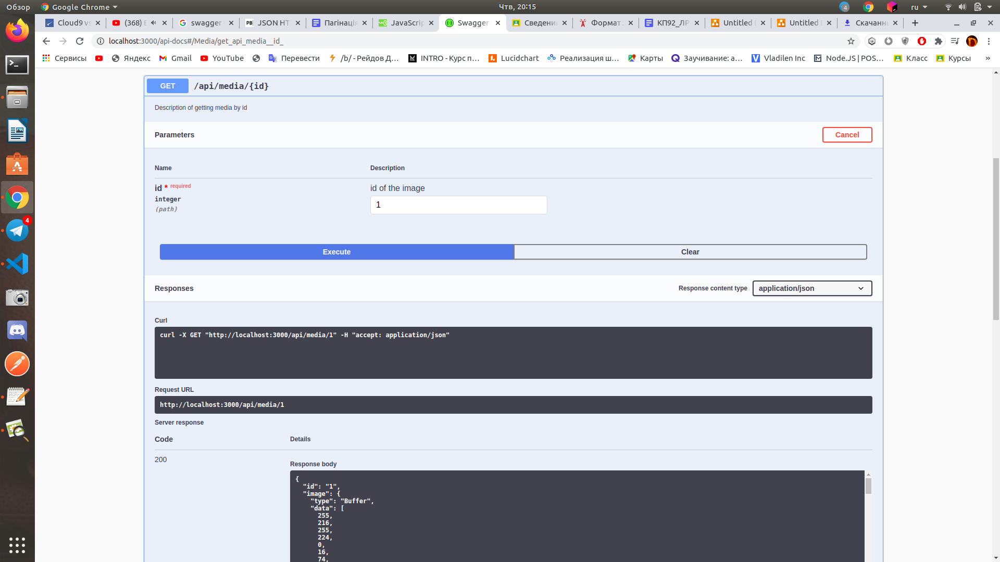 Обзор Google Chrome Чтв, 20:15 4 ru
Cloud9 vs (368) swagger JSON HT Пагінація JavaScrip Swagger Сведения Формат КП92_ЛР Untitled Untitled Скачанны
localhost:3000/api-docs#/Media/get_api_media__id_
Сервисы Яндекс Gmail YouTube Перевести /b/ - Рейдов Д… INTRO - Курс п… Lucidchart Реализация ш… Карты Заучивание: а… Vladilen Inc Node.JS | POS… Класс Курсы »
GET /api/media/{id}
Description of getting media by id
Parameters Cancel
Name Description
id * required id of the image
integer 1
(path)
4
Execute Clear
Responses Response content type application/json
Curl
curl -X GET "http://localhost:3000/api/media/1" -H "accept: application/json"
Request URL
http://localhost:3000/api/media/1
Server response
Code Details
200
Response body
{
"id": "1",
"image": {
"type": "Buffer",
"data": [
255,
216,
255,
224,
0,
16,
74,